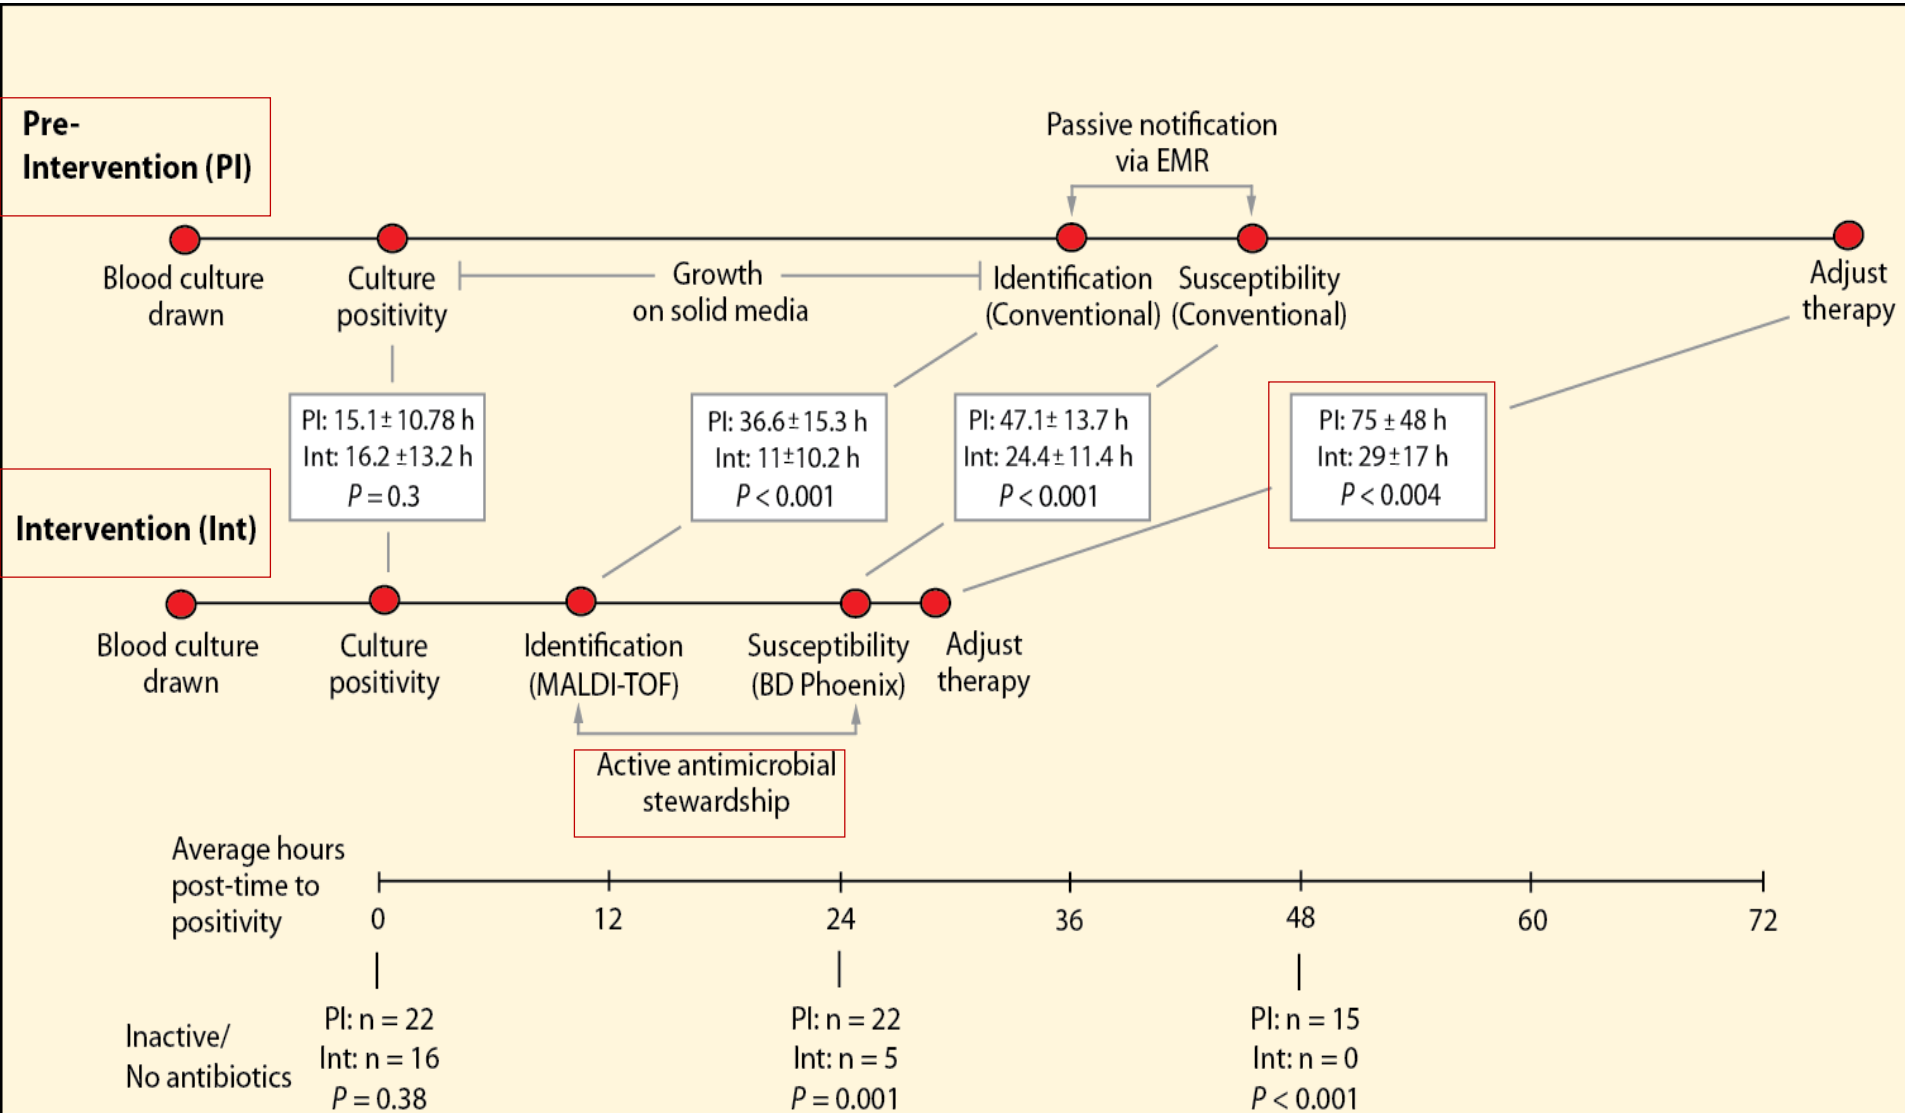 Pre-
Intervention (PI)
Passive notification
via EMR
Blood culture
drawn
Culture
positivity
Growth
on solid media
Identification
(Conventional)
Susceptibility
(Conventional)
Adjust
therapy
PI: 15.1 ± 10.78 h
Int: 16.2 ±13.2 h
P = 0.3
PI: 36.6 ± 15.3 h
Int: 11±10.2 h
P < 0.001
PI: 47.1± 13.7 h
Int: 24.4 ± 11.4 h
P < 0.001
PI: 75 ± 48 h
Int: 29 ± 17 h
P < 0.004
Intervention (Int)
Blood culture
drawn
Culture
positivity
Identification
(MALDI-TOF)
Susceptibility
(BD Phoenix)
Adjust
therapy
Active antimicrobial
stewardship
Average hours
post-time to
positivity
0 12 24 36 48 60 72
Inactive/
No antibiotics
PI: n = 22
Int: n = 16
P = 0.38
PI: n = 22
Int: n = 5
P = 0.001
PI: n = 15
Int: n = 0
P < 0.001